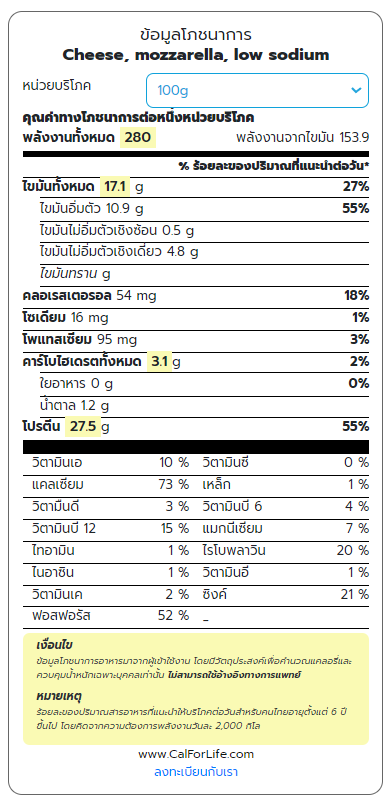 ข้อมูลโภชนาการ
Cheese, mozzarella, low sodium
หน่วยบริโภค 100g
คุณค่าทางโภชนาการต่อหนึ่งหน่วยบริโภค
พลังงานทั้งหมด 280 พลังงานจากไขมัน 153.9
% ร้อยละของปริมาณที่แนะนำต่อวัน*
ไขมันทั้งหมด 17.1 g 27%
ไขมันอิ่มตัว 10.9 g 55%
ไขมันไม่อิ่มตัวเชิงซ้อน 0.5 g
ไขมันไม่อิ่มตัวเชิงเดี่ยว 4.8 g
ไขมันทราน g
คลอเรสเตอรอล 54 mg 18%
โซเดียม 16 mg 1%
โพแทสเซียม 95 mg 3%
คาร์โบไฮเดรตทั้งหมด 3.1 g 2%
ใยอาหาร 0 g 0%
น้ำตาล 1.2 g
โปรตีน 27.5 g 55%
วิตามินเอ 10 % วิตามินซี 0 %
แคลเซียม 73 % เหล็ก 1 %
วิตามินดี 3 % วิตามินบี 6 4 %
วิตามินบี 12 15 % แมกนีเซียม 7 %
ไทอามิน 1 % ไรโบพลาวิน 20 %
ไนอาซิน 1 % วิตามินอี 1 %
วิตามินเค 2 % ซิงค์ 21 %
ฟอสฟอรัส 52 % _
เงื่อนไข
ข้อมูลโภชนาการอาหารมาจากผู้เข้าใช้งาน โดยมีวัตถุประสงค์เพื่อคำนวณแคลอรี่และ
ควบคุมน้ำหนักเฉพาะบุคคลเท่านั้น ไม่สามารถใช้อ้างอิงทางการแพทย์
หมายเหตุ
ร้อยละของปริมาณสารอาหารที่แนะนำให้บริโภคต่อวันสำหรับคนไทยอายุตั้งแต่ 6 ปี
ขึ้นไป โดยคิดจากความต้องการพลังงานวันละ 2,000 กิโล
www.CalForLife.com
ลงทะเบียนกับเรา